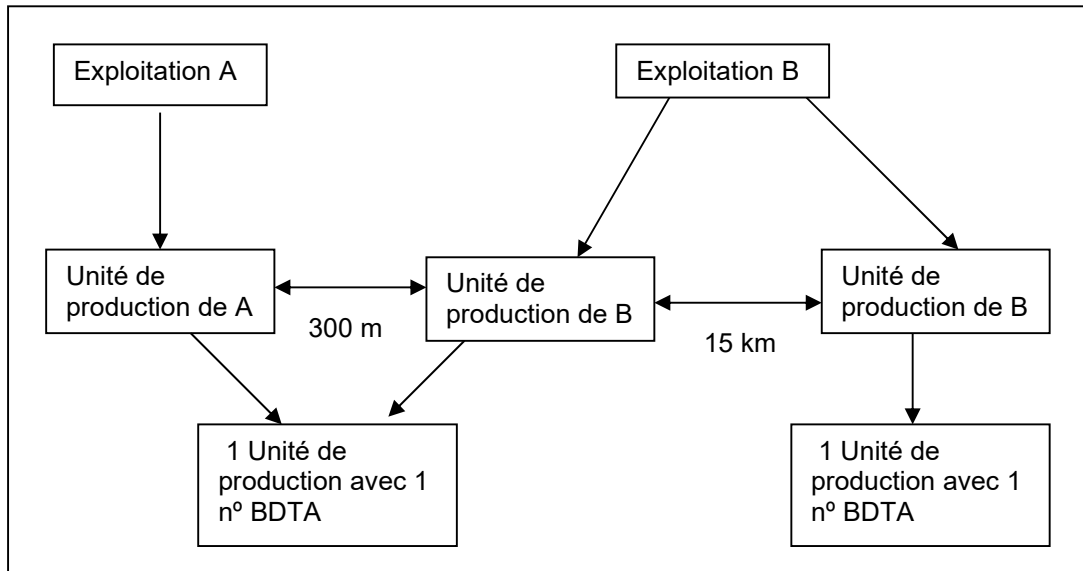 Exploitation A
Exploitation B
Unité de
production de A
300 m
Unité de
production de B
15 km
Unité de
production de B
1 Unité de
production avec 1
nº BDTA
1 Unité de
production avec 1
nº BDTA